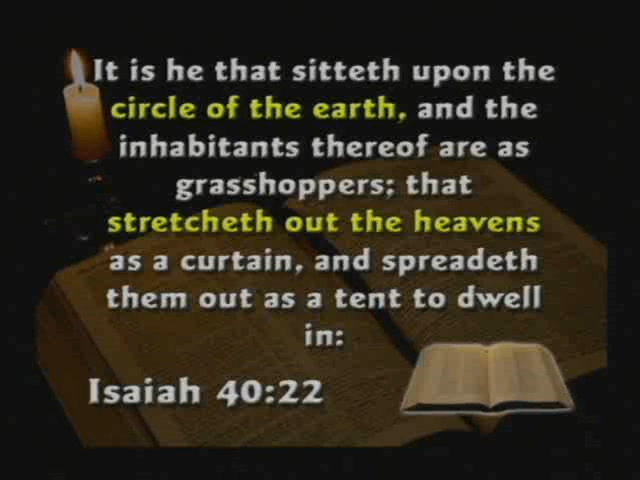 It is he that sitteth upon the
circle of the earth, and the
inhabitants thereof are as
grasshoppers; that
stretcheth out the heavens
as a curtain, and spreadeth
them out as a tent to dwell
in:
Isaiah 40:22